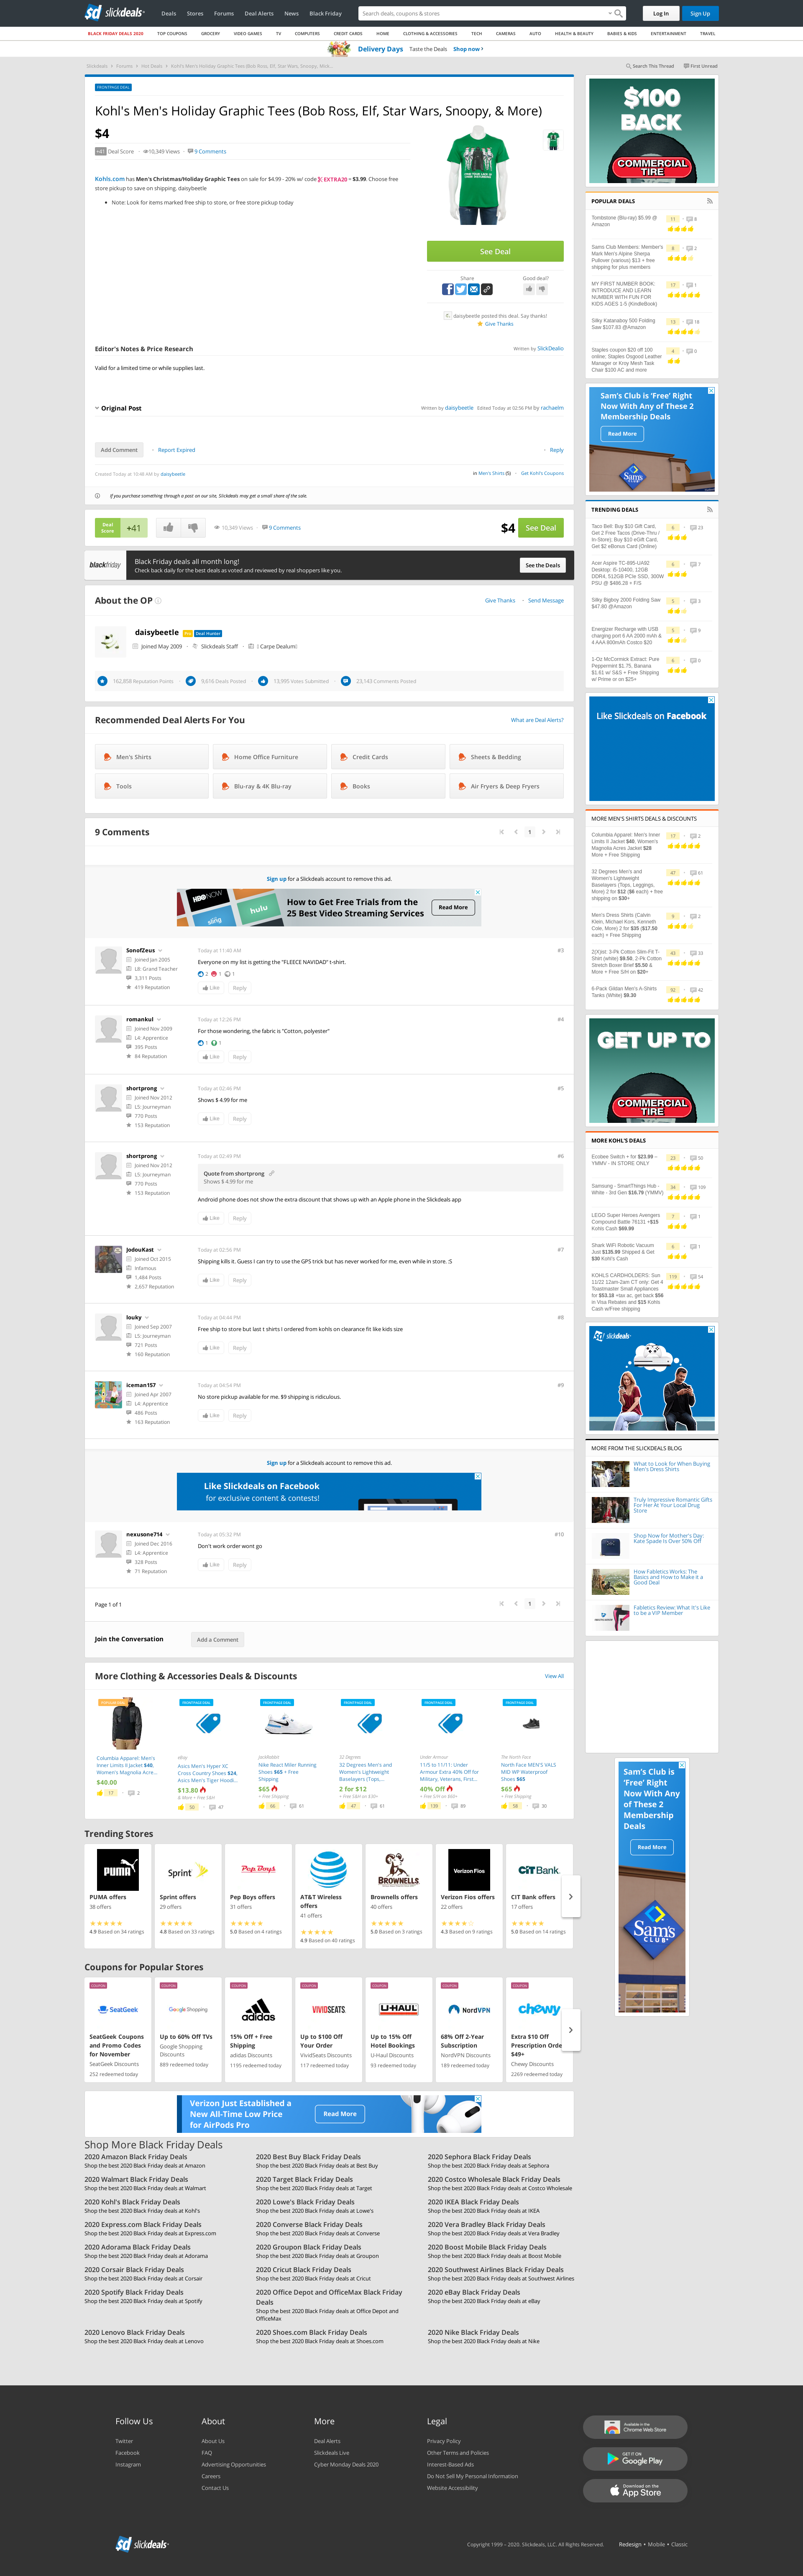 slickdeals
Deals Stores Forums Deal Alerts News Black Friday
Search deals, coupons & stores
Log In Sign Up
BLACK FRIDAY DEALS 2020 TOP COUPONS GROCERY VIDEO GAMES TV COMPUTERS CREDIT CARDS HOME CLOTHING & ACCESSORIES TECH CAMERAS AUTO HEALTH & BEAUTY BABIES & KIDS ENTERTAINMENT TRAVEL
Delivery Days Taste the Deals Shop now ›
Slickdeals › Forums › Hot Deals › Kohl's Men's Holiday Graphic Tees (Bob Ross, Elf, Star Wars, Snoopy, &
Search This Thread First Unread
FRONTPAGE DEAL
Kohl's Men's Holiday Graphic Tees (Bob Ross, Elf, Star Wars, Snoopy, & More)
$4
+41 Deal Score 10,349 Views 9 Comments
Kohls.com has Men's Christmas/Holiday Graphic Tees on sale for $4.99 - 20% w/ code EXTRA20 = $3.99. Choose free
store pickup to save on shipping. daisybeetle
Note: Look for items marked free ship to store, or free store pickup today
See Deal
Share Good deal?
daisybeetle posted this deal. Say thanks!
Give Thanks
Editor's Notes & Price Research
Written by SlickDealio
Valid for a limited time or while supplies last.
Original Post
Written by daisybeetle Edited Today at 02:56 PM by rachaelm
Add Comment Report Expired Reply
Created Today at 10:48 AM by daisybeetle
in Men's Shirts (5) Get Kohl's Coupons
If you purchase something through a post on our site, Slickdeals may get a small share of the sale.
Deal
Score
+41 10,349 Views 9 Comments $4 See Deal
blackfriday
Black Friday deals all month long!
Check back daily for the best deals as voted and reviewed by real shoppers like you.
See the Deals
About the OP
Give Thanks Send Message
daisybeetle Pro Deal Hunter
Joined May 2009 Slickdeals Staff Carpe Dealum!
162,858 Reputation Points 9,616 Deals Posted 13,995 Votes Submitted 23,143 Comments Posted
Recommended Deal Alerts For You
What are Deal Alerts?
Men's Shirts Home Office Furniture Credit Cards Sheets & Bedding
Tools Blu-ray & 4K Blu-ray Books Air Fryers & Deep Fryers
9 Comments
1
Sign up for a Slickdeals account to remove this ad.
HBO NOW
sling hulu
How to Get Free Trials from the
25 Best Video Streaming Services
Read More
SonofZeus
Joined Jan 2005
L8: Grand Teacher
3,311 Posts
419 Reputation
Today at 11:40 AM #3
Everyone on my list is getting the "FLEECE NAVIDAD" t-shirt.
2 1 1
Like Reply
romankul
Joined Nov 2009
L4: Apprentice
395 Posts
84 Reputation
Today at 12:26 PM #4
For those wondering, the fabric is "Cotton, polyester"
1 1
Like Reply
shortprong
Joined Nov 2012
L5: Journeyman
770 Posts
153 Reputation
Today at 02:46 PM #5
Shows $ 4.99 for me
Like Reply
shortprong
Joined Nov 2012
L5: Journeyman
770 Posts
153 Reputation
Today at 02:49 PM #6
Quote from shortprong
Shows $ 4.99 for me
Android phone does not show the extra discount that shows up with an Apple phone in the Slickdeals app
Like Reply
JodouKast
Joined Oct 2015
Infamous
1,484 Posts
2,657 Reputation
Today at 02:56 PM #7
Shipping kills it. Guess I can try to use the GPS trick but has never worked for me, even while in store. :S
Like Reply
louky
Joined Sep 2007
L5: Journeyman
721 Posts
160 Reputation
Today at 04:44 PM #8
Free ship to store but last t shirts I ordered from kohls on clearance fit like kids size
Like Reply
iceman157
Joined Apr 2007
L4: Apprentice
486 Posts
163 Reputation
Today at 04:54 PM #9
No store pickup available for me. $9 shipping is ridiculous.
Like Reply
Sign up for a Slickdeals account to remove this ad.
Like Slickdeals on Facebook
for exclusive content & contests!
nexusone714
Joined Dec 2016
L4: Apprentice
328 Posts
71 Reputation
Today at 05:32 PM #10
Don't work order wont go
Like Reply
Page 1 of 1
1
Join the Conversation
Add a Comment
More Clothing & Accessories Deals & Discounts
View All
Columbia Apparel: Men's
Inner Limits II Jacket $40,
Women's Magnolia Acre...
$40.00
17 2
FRONTPAGE DEAL
eBay
Asics Men's Hyper XC
Cross Country Shoes $24,
Asics Men's Tiger Hoodi...
$13.80
& More + Free S&H
50 47
FRONTPAGE DEAL
JackRabbit
Nike React Miler Running
Shoes $65 + Free
Shipping
$65
+ Free Shipping
66 61
FRONTPAGE DEAL
32 Degrees
32 Degrees Men's and
Women's Lightweight
Baselayers (Tops,...
2 for $12
+ Free S&H on $30+
47 61
FRONTPAGE DEAL
Under Armour
11/5 to 11/11: Under
Armour Extra 40% Off for
Military, Veterans, First...
40% Off
+ Free S/H on $60+
139 89
FRONTPAGE DEAL
The North Face
North Face MEN'S VALS
MID WP Waterproof
Shoes $65
$65
+ Free Shipping
58 30
Trending Stores
PUMA
PUMA offers
38 offers
4.9 Based on 34 ratings
Sprint
Sprint offers
29 offers
4.8 Based on 33 ratings
Pep Boys
Pep Boys offers
31 offers
5.0 Based on 4 ratings
AT&T
AT&T Wireless
offers
41 offers
4.9 Based on 40 ratings
BROWNELLS
Brownells offers
40 offers
5.0 Based on 3 ratings
Verizon Fios
Verizon Fios offers
22 offers
4.3 Based on 9 ratings
CIT BANK
CIT Bank offers
17 offers
5.0 Based on 14 ratings
Coupons for Popular Stores
COUPON
SeatGeek
SeatGeek Coupons
and Promo Codes
for November
SeatGeek Discounts
252 redeemed today
COUPON
Google Shopping
Up to 60% Off TVs
Google Shopping
Discounts
889 redeemed today
COUPON
adidas
15% Off + Free
Shipping
adidas Discounts
1195 redeemed today
COUPON
VIVIDSEATS
Up to $100 Off
Your Order
VividSeats Discounts
117 redeemed today
COUPON
U-HAUL
Up to 15% Off
Hotel Bookings
U-Haul Discounts
93 redeemed today
COUPON
NordVPN
68% Off 2-Year
Subscription
NordVPN Discounts
189 redeemed today
COUPON
chewy
Extra $10 Off
Prescription Orde
$49+
Chewy Discounts
2269 redeemed today
Verizon Just Established a
New All-Time Low Price
for AirPods Pro
Read More
Shop More Black Friday Deals
2020 Amazon Black Friday Deals
Shop the best 2020 Black Friday deals at Amazon
2020 Best Buy Black Friday Deals
Shop the best 2020 Black Friday deals at Best Buy
2020 Sephora Black Friday Deals
Shop the best 2020 Black Friday deals at Sephora
2020 Walmart Black Friday Deals
Shop the best 2020 Black Friday deals at Walmart
2020 Target Black Friday Deals
Shop the best 2020 Black Friday deals at Target
2020 Costco Wholesale Black Friday Deals
Shop the best 2020 Black Friday deals at Costco Wholesale
2020 Kohl's Black Friday Deals
Shop the best 2020 Black Friday deals at Kohl's
2020 Lowe's Black Friday Deals
Shop the best 2020 Black Friday deals at Lowe's
2020 IKEA Black Friday Deals
Shop the best 2020 Black Friday deals at IKEA
2020 Express.com Black Friday Deals
Shop the best 2020 Black Friday deals at Express.com
2020 Converse Black Friday Deals
Shop the best 2020 Black Friday deals at Converse
2020 Vera Bradley Black Friday Deals
Shop the best 2020 Black Friday deals at Vera Bradley
2020 Adorama Black Friday Deals
Shop the best 2020 Black Friday deals at Adorama
2020 Groupon Black Friday Deals
Shop the best 2020 Black Friday deals at Groupon
2020 Boost Mobile Black Friday Deals
Shop the best 2020 Black Friday deals at Boost Mobile
2020 Corsair Black Friday Deals
Shop the best 2020 Black Friday deals at Corsair
2020 Cricut Black Friday Deals
Shop the best 2020 Black Friday deals at Cricut
2020 Southwest Airlines Black Friday Deals
Shop the best 2020 Black Friday deals at Southwest Airlines
2020 Spotify Black Friday Deals
Shop the best 2020 Black Friday deals at Spotify
2020 Office Depot and OfficeMax Black Friday
Deals
Shop the best 2020 Black Friday deals at Office Depot and
OfficeMax
2020 eBay Black Friday Deals
Shop the best 2020 Black Friday deals at eBay
2020 Lenovo Black Friday Deals
Shop the best 2020 Black Friday deals at Lenovo
2020 Shoes.com Black Friday Deals
Shop the best 2020 Black Friday deals at Shoes.com
2020 Nike Black Friday Deals
Shop the best 2020 Black Friday deals at Nike
$100
BACK
COMMERCIAL
TIRE
POPULAR DEALS
Tombstone (Blu-ray) $5.99 @
Amazon
11 8
Sams Club Members: Member's
Mark Men's Alpine Sherpa
Pullover (various) $13 + free
shipping for plus members
8 2
MY FIRST NUMBER BOOK:
INTRODUCE AND LEARN
NUMBER WITH FUN FOR
KIDS AGES 1-5 (KindleBook)
17 1
Silky Katanaboy 500 Folding
Saw $107.83 @Amazon
13 18
Staples coupon $20 off 100
online; Staples Osgood Leather
Manager or Kroy Mesh Task
Chair $100 AC and more
4 0
Sam's Club is 'Free' Right
Now With Any of These 2
Membership Deals
Read More
Sam's
CLUB
TRENDING DEALS
Taco Bell: Buy $10 Gift Card,
Get 2 Free Tacos (Drive-Thru /
In-Store); Buy $10 eGift Card,
Get $2 eBonus Card (Online)
6 23
Acer Aspire TC-895-UA92
Desktop: i5-10400, 12GB
DDR4, 512GB PCIe SSD, 300W
PSU @ $486.28 + F/S
6 7
Silky Bigboy 2000 Folding Saw
$47.80 @Amazon
5 3
Energizer Recharge with USB
charging port 6 AA 2000 mAh &
4 AAA 800mAh Costco $20
5 9
1-Oz McCormick Extract: Pure
Peppermint $1.75, Banana
$1.61 w/ S&S + Free Shipping
w/ Prime or on $25+
6 0
Like Slickdeals on Facebook
MORE MEN'S SHIRTS DEALS & DISCOUNTS
Columbia Apparel: Men's Inner
Limits II Jacket $40, Women's
Magnolia Acres Jacket $28
More + Free Shipping
17 2
32 Degrees Men's and
Women's Lightweight
Baselayers (Tops, Leggings,
More) 2 for $12 ($6 each) + free
shipping on $30+
47 61
Men's Dress Shirts (Calvin
Klein, Michael Kors, Kenneth
Cole, More) 2 for $35 ($17.50
each) + Free Shipping
9 2
2(X)ist: 3-Pk Cotton Slim-Fit T-
Shirt (white) $9.50, 2-Pk Cotton
Stretch Boxer Brief $5.50 &
More + Free S/H on $29+
43 33
6-Pack Gildan Men's A-Shirts
Tanks (White) $8.30
92 42
GET UP TO
COMMERCIAL
TIRE
MORE KOHL'S DEALS
Ecobee Switch + for $23.99 –
YMMV - IN STORE ONLY
23 50
Samsung - SmartThings Hub -
White - 3rd Gen $16.79 (YMMV)
34 109
LEGO Super Heroes Avengers
Compound Battle 76131 +$15
Kohls Cash $69.99
7 1
Shark WiFi Robotic Vacuum
Just $135.99 Shipped & Get
$30 Kohl's Cash
6 1
KOHLS CARDHOLDERS: Sun
11/22 12am-2am CT only: Get 4
Toastmaster Small Appliances
for $53.18 +tax ac, get back $56
in Visa Rebates and $15 Kohls
Cash w/Free shipping
119 54
slickdeals
MORE FROM THE SLICKDEALS BLOG
What to Look for When Buying
Men's Dress Shirts
Truly Impressive Romantic Gifts
For Her At Your Local Drug
Store
Shop Now for Mother's Day:
Kate Spade Is Over 50% Off
How Fabletics Works: The
Basics and How to Make it a
Good Deal
Fabletics Review: What It's Like
to be a VIP Member
Sam's Club is
'Free' Right
Now With Any
of These 2
Membership
Deals
Read More
Sam's
CLUB
Follow Us About More Legal
Twitter
Facebook
Instagram
About Us
FAQ
Advertising Opportunities
Careers
Contact Us
Deal Alerts
Slickdeals Live
Cyber Monday Deals 2020
Privacy Policy
Other Terms and Policies
Interest-Based Ads
Do Not Sell My Personal Information
Website Accessibility
Available in the
Chrome Web Store
GET IT ON
Google Play
Download on the
App Store
slickdeals
Copyright 1999 - 2020. Slickdeals, LLC. All Rights Reserved. Redesign • Mobile • Classic